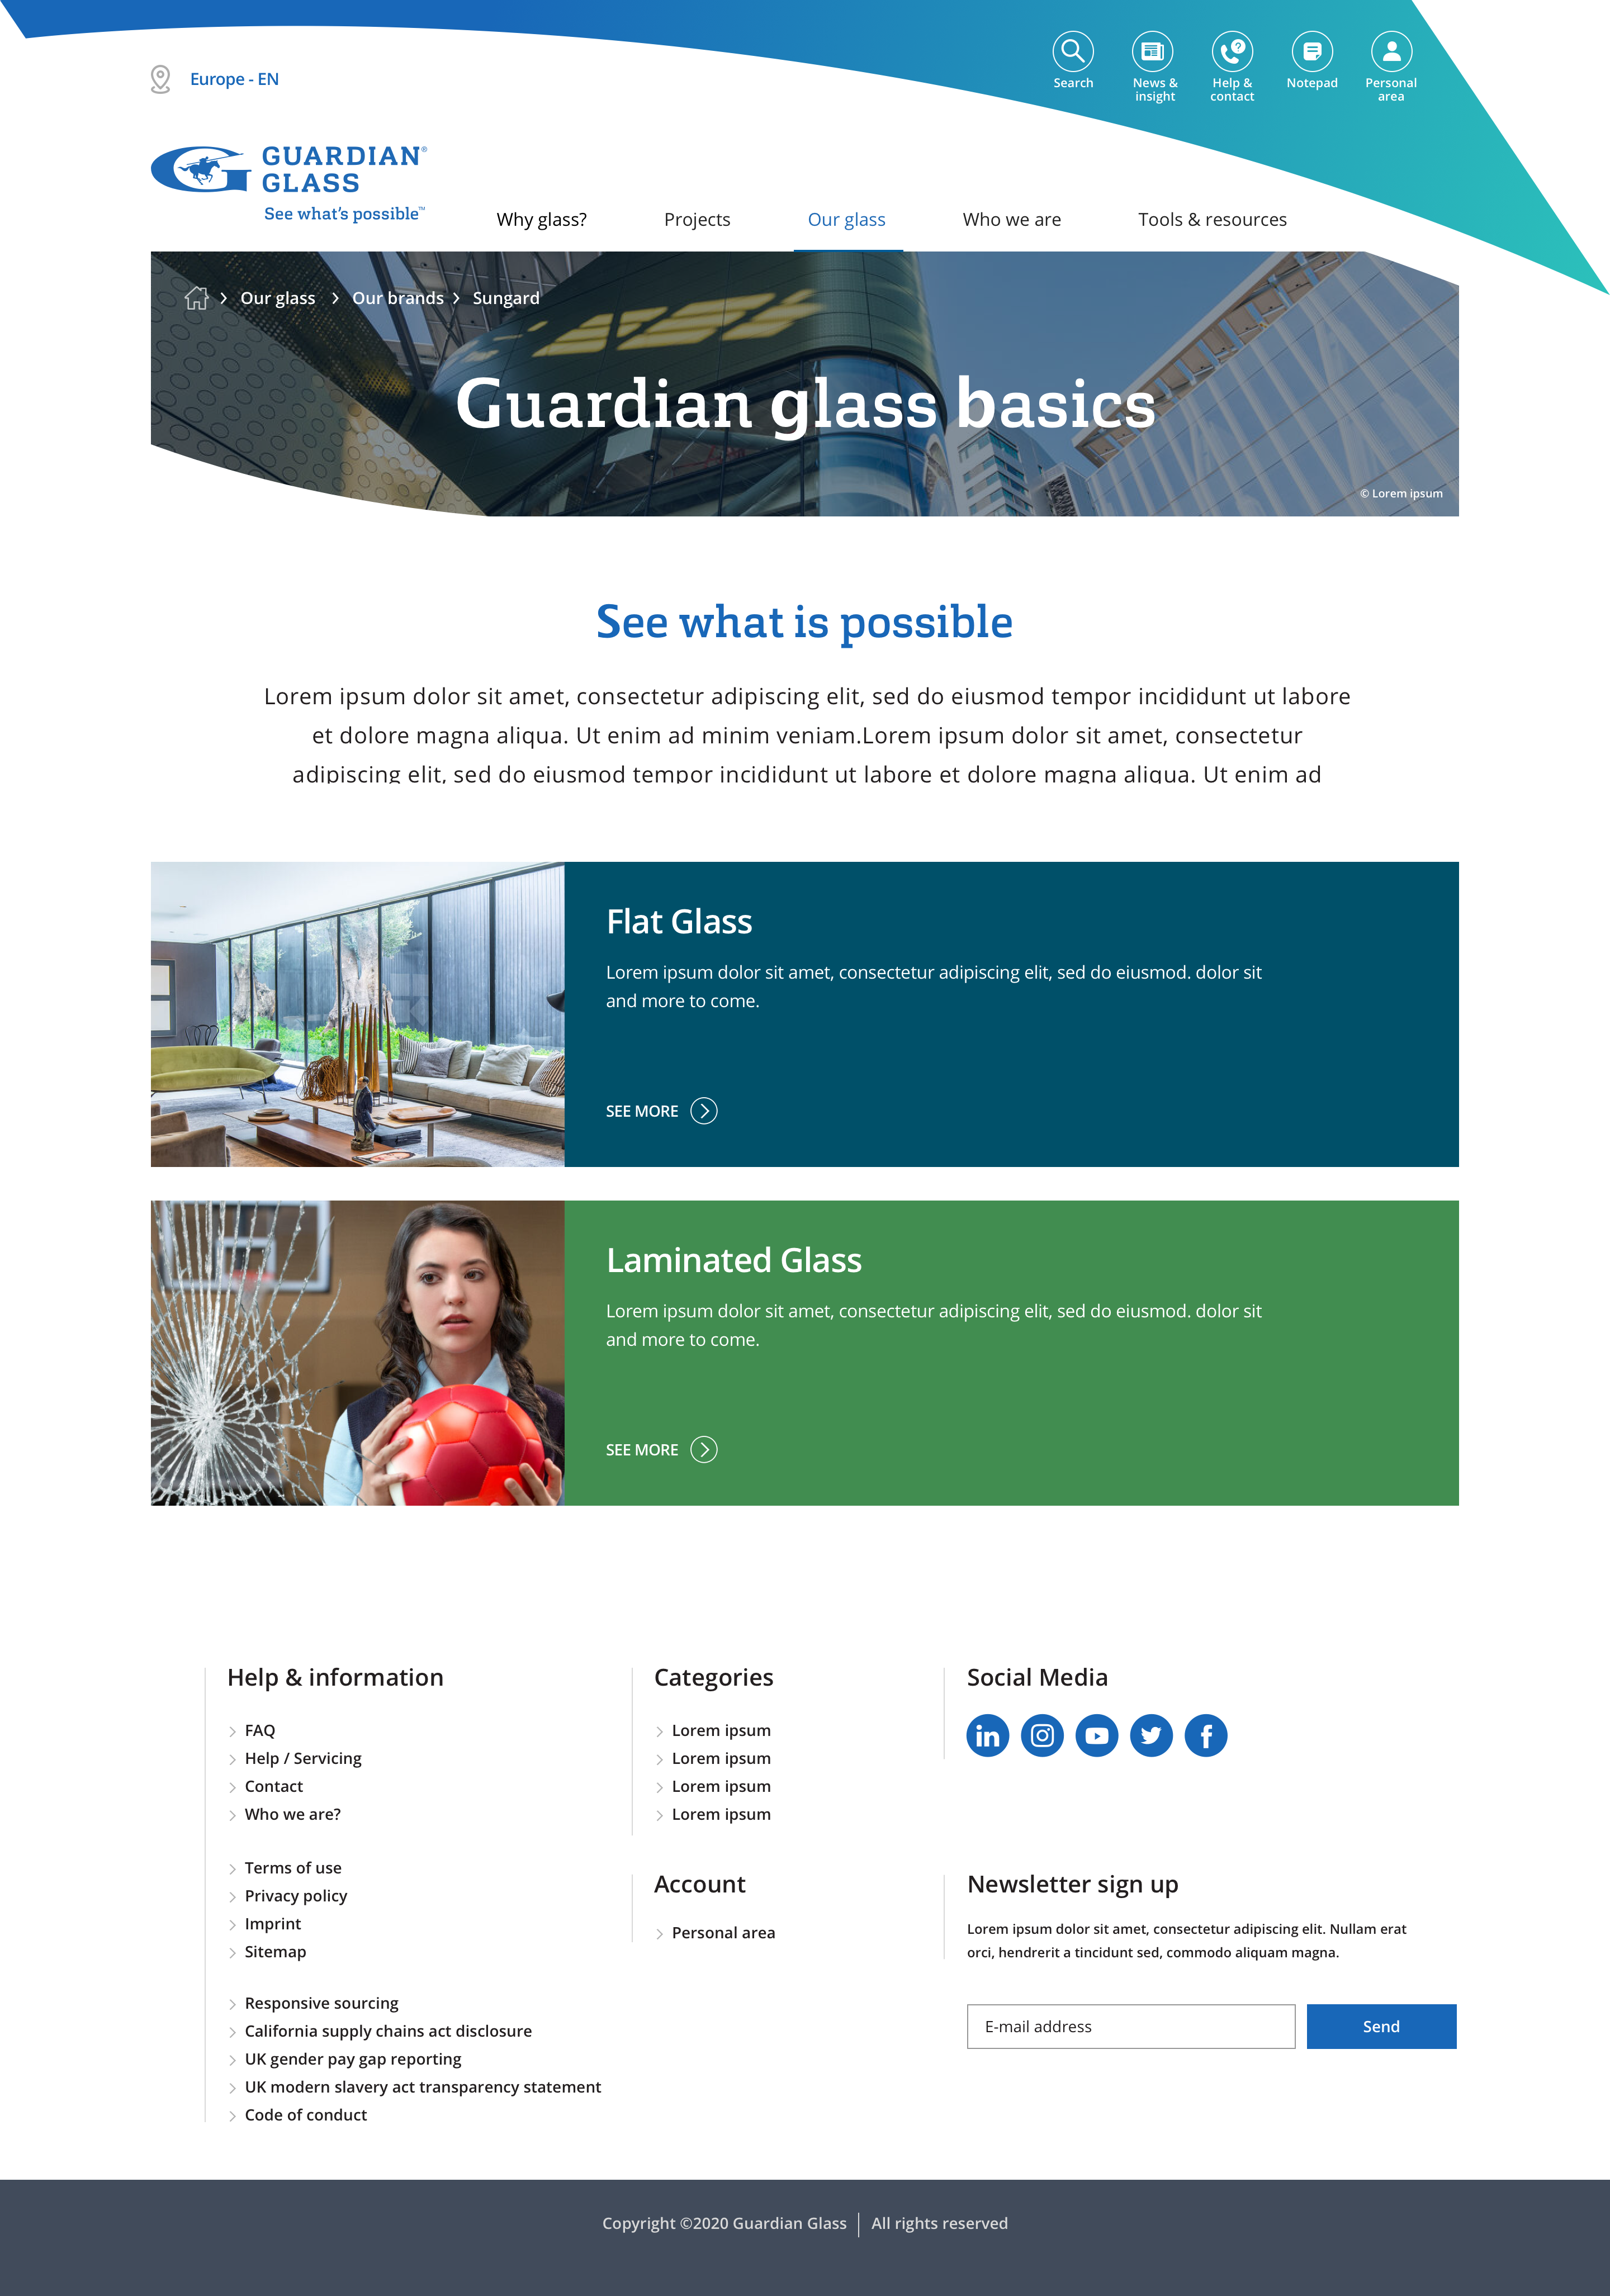 Europe - EN
Search
News &
insight
Help &
contact
Notepad
Personal
area
GUARDIAN®
GLASS
See what's possible™
Why glass?
Projects
Our glass
Who we are
Tools & resources
Our glass
Our brands
Sungard
Guardian glass basics
© Lorem ipsum
See what is possible
Lorem ipsum dolor sit amet, consectetur adipiscing elit, sed do eiusmod tempor incididunt ut labore
et dolore magna aliqua. Ut enim ad minim veniam.Lorem ipsum dolor sit amet, consectetur
adipiscing elit, sed do eiusmod tempor incididunt ut labore et dolore magna aliqua. Ut enim ad
Flat Glass
Lorem ipsum dolor sit amet, consectetur adipiscing elit, sed do eiusmod. dolor sit
and more to come.
SEE MORE
Laminated Glass
Lorem ipsum dolor sit amet, consectetur adipiscing elit, sed do eiusmod. dolor sit
and more to come.
SEE MORE
Help & information
FAQ
Help / Servicing
Contact
Who we are?
Terms of use
Privacy policy
Imprint
Sitemap
Responsive sourcing
California supply chains act disclosure
UK gender pay gap reporting
UK modern slavery act transparency statement
Code of conduct
Categories
Lorem ipsum
Lorem ipsum
Lorem ipsum
Lorem ipsum
Account
Personal area
Social Media
Newsletter sign up
Lorem ipsum dolor sit amet, consectetur adipiscing elit. Nullam erat
orci, hendrerit a tincidunt sed, commodo aliquam magna.
E-mail address
Send
Copyright ©2020 Guardian Glass | All rights reserved